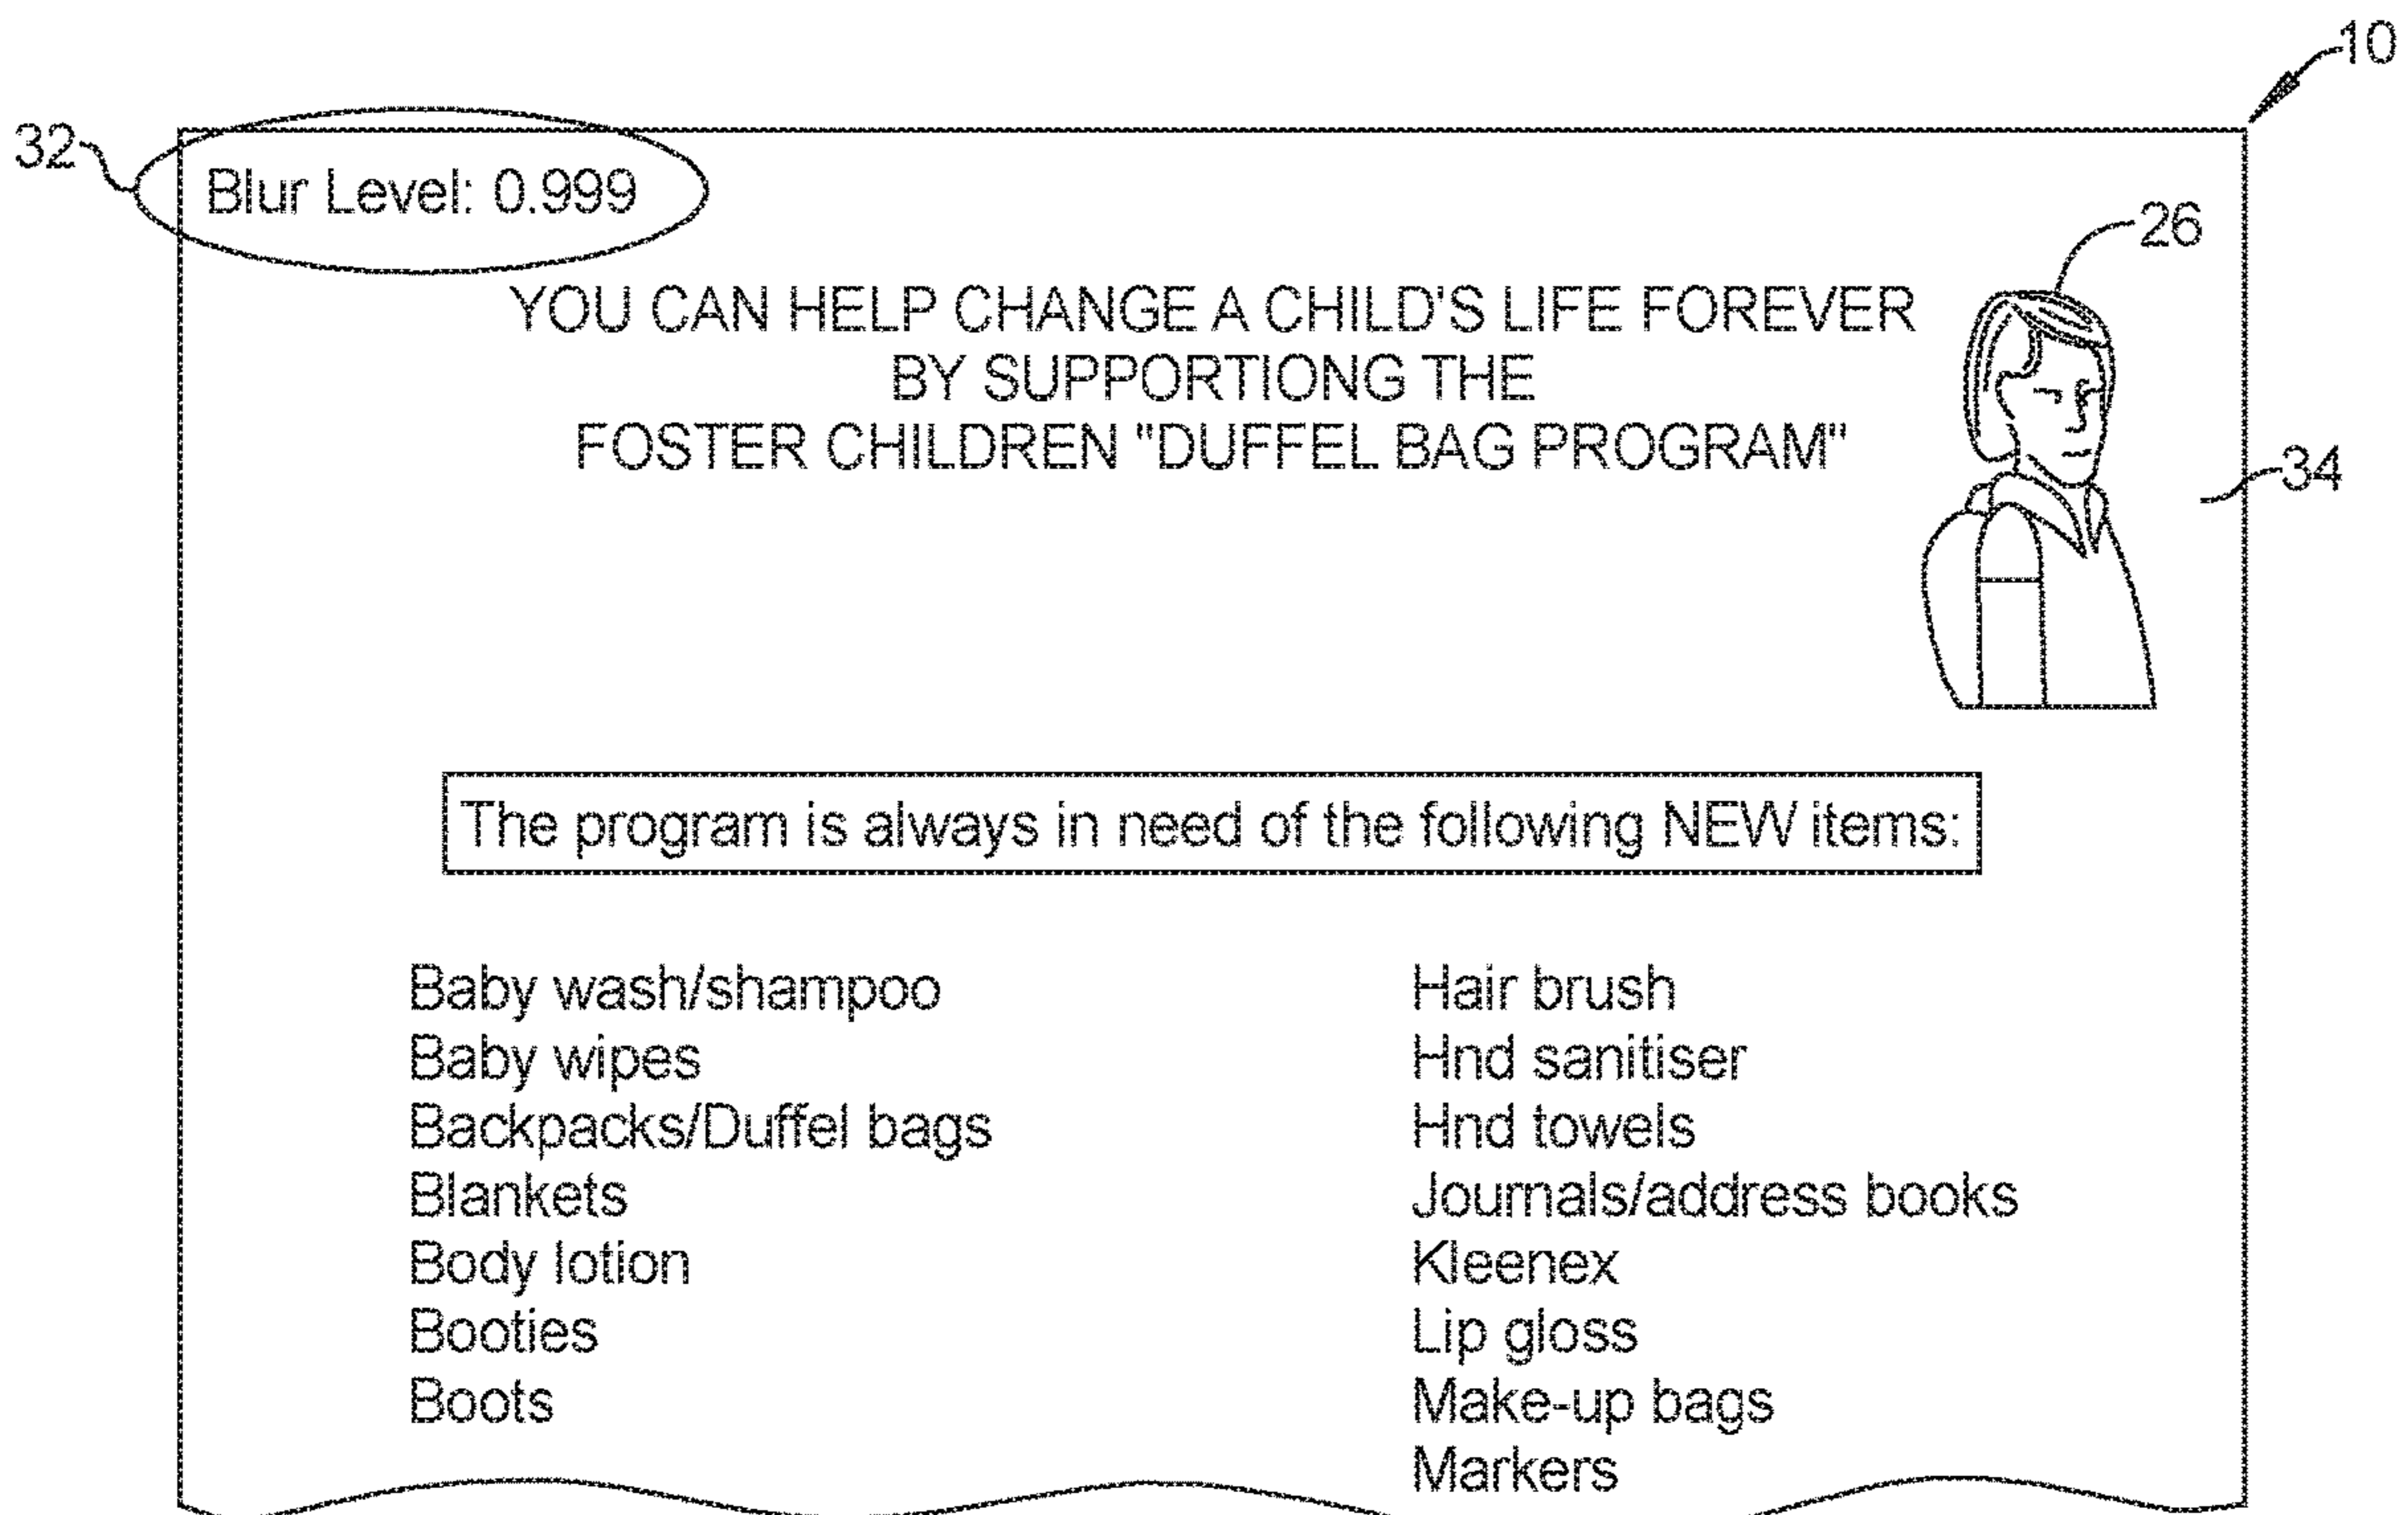 10
32
Blur Level: 0.999
26
YOU CAN HELP CHANGE A CHILD'S LIFE FOREVER
BY SUPPORTIONG THE
FOSTER CHILDREN "DUFFEL BAG PROGRAM"
34
The program is always in need of the following NEW items:
Baby wash/shampoo
Baby wipes
Backpacks/Duffel bags
Blankets
Body lotion
Booties
Boots
Hair brush
Hnd sanitiser
Hnd towels
Journals/address books
Kleenex
Lip gloss
Make-up bags
Markers